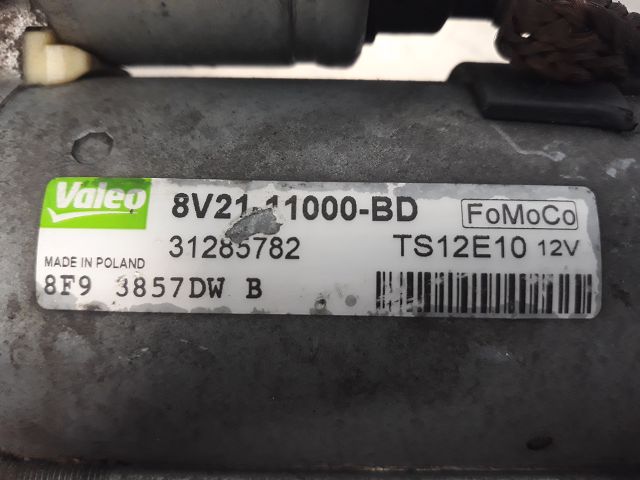 Valeo 8V21-11000-BD FoMoCo
31285782 TS12E10 12V
MADE IN POLAND
8F9 3857DW B